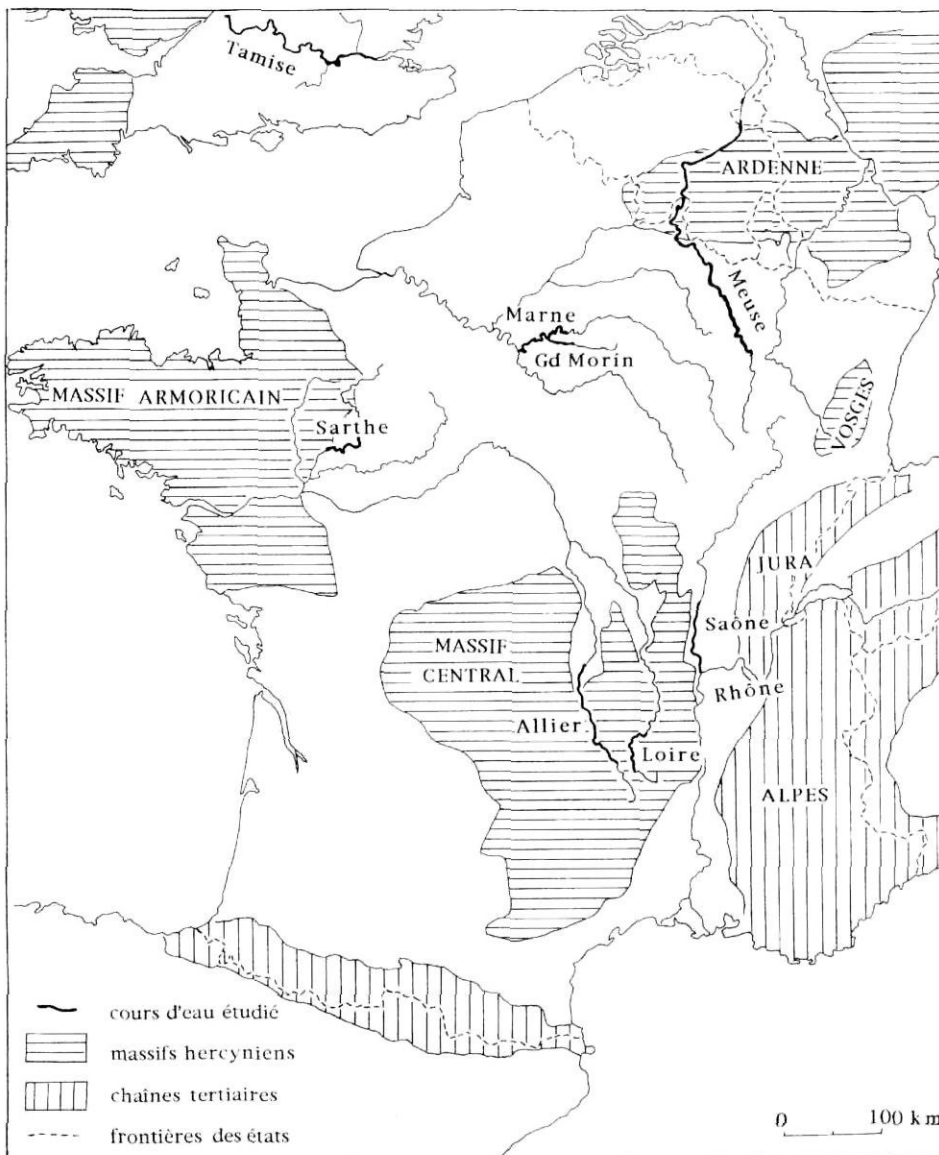 Tamise
ARDENNE
Meuse
Marne
Gd Morin
MASSIF ARMORICAIN
Sarthe
VOSGES
JURA
Saône
MASSIF
CENTRAL
Rhône
Allier
Loire
ALPES
cours d'eau étudié
massifs hercyniens
chaînes tertiaires
frontières des états
0 100 km